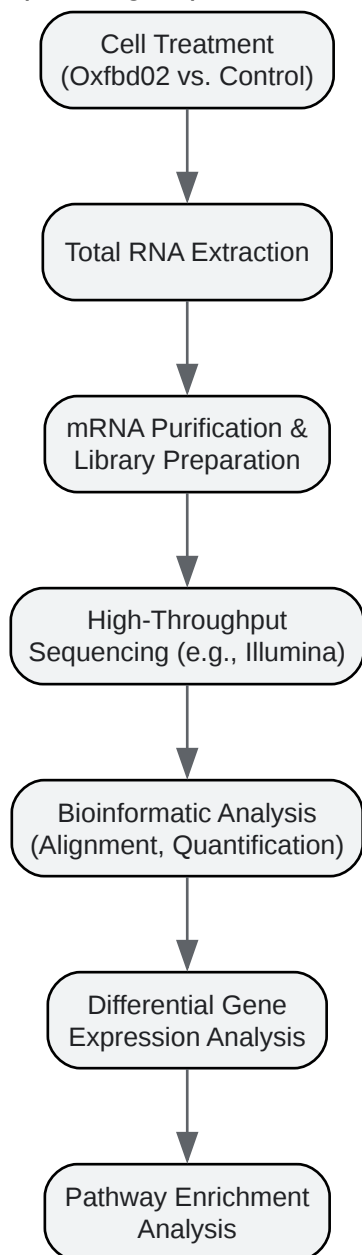 Cell Treatment
(Oxfbd02 vs. Control)
Total RNA Extraction
mRNA Purification &
Library Preparation
High-Throughput
Sequencing (e.g., Illumina)
Bioinformatic Analysis
(Alignment, Quantification)
Differential Gene
Expression Analysis
Pathway Enrichment
Analysis